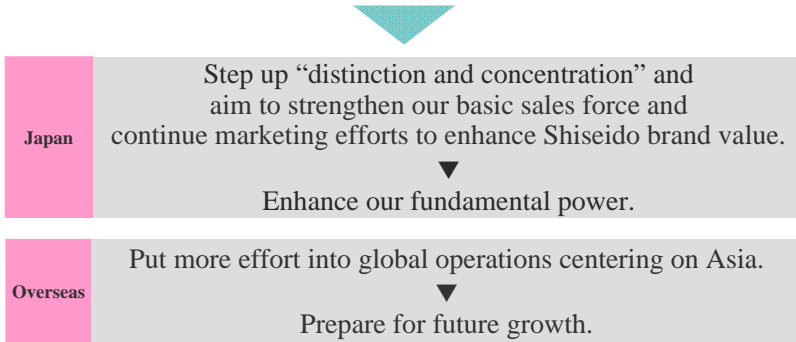 Japan
Step up “distinction and concentration” and
aim to strengthen our basic sales force and
continue marketing efforts to enhance Shiseido brand value.
▼
Enhance our fundamental power.
Overseas
Put more effort into global operations centering on Asia.
▼
Prepare for future growth.